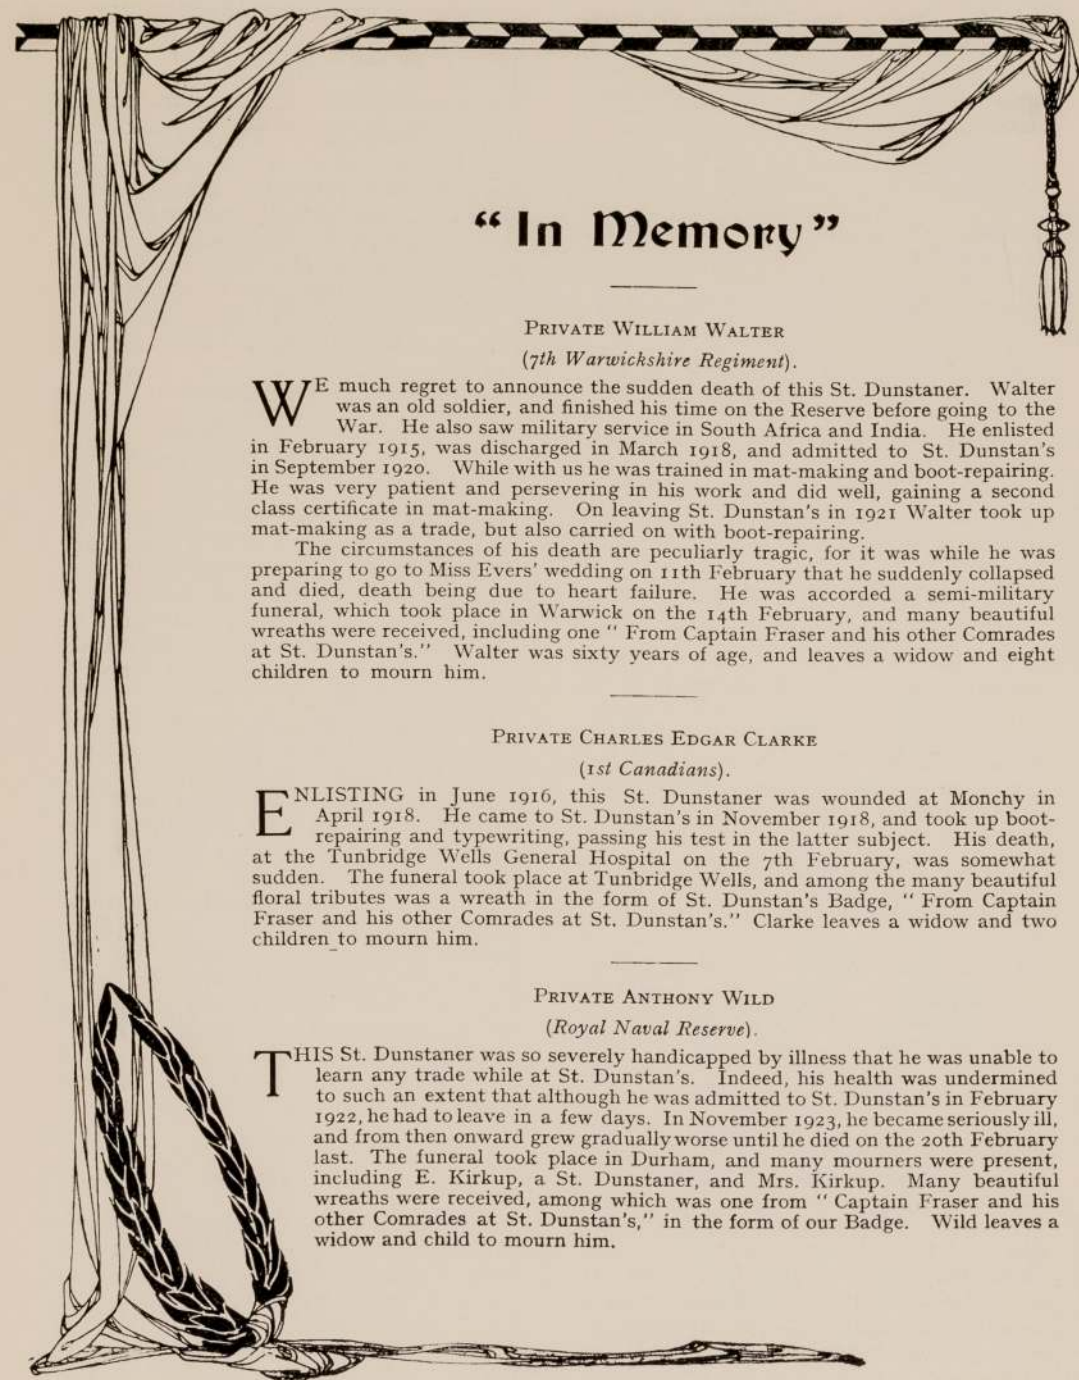 “In Memory”
PRIVATE WILLIAM WALTER
(7th Warwickshire Regiment).
WE much regret to announce the sudden death of this St. Dunstaner. Walter
was an old soldier, and finished his time on the Reserve before going to the
War. He also saw military service in South Africa and India. He enlisted
in February 1915, was discharged in March 1918, and admitted to St. Dunstan's
in September 1920. While with us he was trained in mat-making and boot-repairing.
He was very patient and persevering in his work and did well, gaining a second
class certificate in mat-making. On leaving St. Dunstan's in 1921 Walter took up
mat-making as a trade, but also carried on with boot-repairing.
The circumstances of his death are peculiarly tragic, for it was while he was
preparing to go to Miss Evers' wedding on 11th February that he suddenly collapsed
and died, death being due to heart failure. He was accorded a semi-military
funeral, which took place in Warwick on the 14th February, and many beautiful
wreaths were received, including one “ From Captain Fraser and his other Comrades
at St. Dunstan's.” Walter was sixty years of age, and leaves a widow and eight
children to mourn him.
PRIVATE CHARLES EDGAR CLARKE
(1st Canadians).
ENLISTING in June 1916, this St. Dunstaner was wounded at Monchy in
April 1918. He came to St. Dunstan's in November 1918, and took up boot-
repairing and typewriting, passing his test in the latter subject. His death,
at the Tunbridge Wells General Hospital on the 7th February, was somewhat
sudden. The funeral took place at Tunbridge Wells, and among the many beautiful
floral tributes was a wreath in the form of St. Dunstan's Badge, “ From Captain
Fraser and his other Comrades at St. Dunstan's.” Clarke leaves a widow and two
children to mourn him.
PRIVATE ANTHONY WILD
(Royal Naval Reserve).
THIS St. Dunstaner was so severely handicapped by illness that he was unable to
learn any trade while at St. Dunstan's. Indeed, his health was undermined
to such an extent that although he was admitted to St. Dunstan's in February
1922, he had to leave in a few days. In November 1923, he became seriously ill,
and from then onward grew gradually worse until he died on the 20th February
last. The funeral took place in Durham, and many mourners were present,
including E. Kirkup, a St. Dunstaner, and Mrs. Kirkup. Many beautiful
wreaths were received, among which was one from “ Captain Fraser and his
other Comrades at St. Dunstan's,” in the form of our Badge. Wild leaves a
widow and child to mourn him.